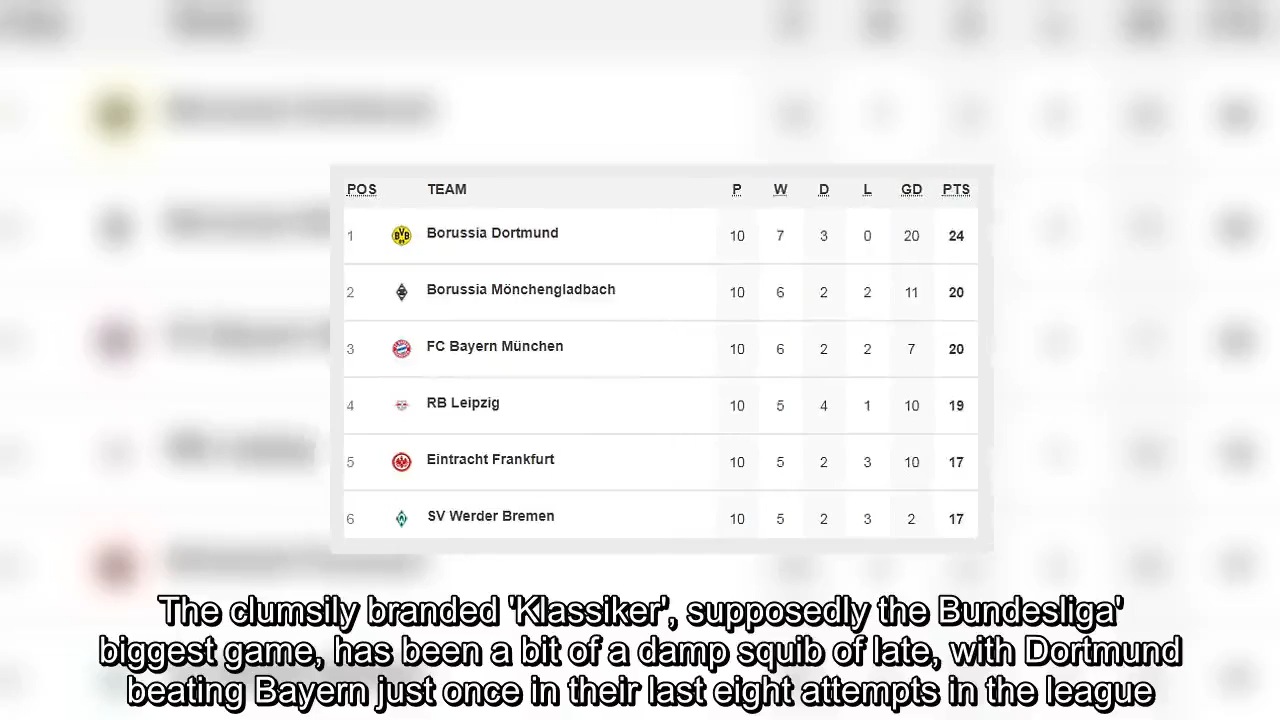 POS TEAM P W D L GD PTS
1 BVB 09 Borussia Dortmund 10 7 3 0 20 24
2 Borussia Mönchengladbach 10 6 2 2 11 20
3 FC Bayern München 10 6 2 2 7 20
4 RB Leipzig 10 5 4 1 10 19
5 Eintracht Frankfurt 10 5 2 3 10 17
6 SV Werder Bremen 10 5 2 3 2 17
The clumsily branded 'Klassiker', supposedly the Bundesliga'
biggest game, has been a bit of a damp squib of late, with Dortmund
beating Bayern just once in their last eight attempts in the league